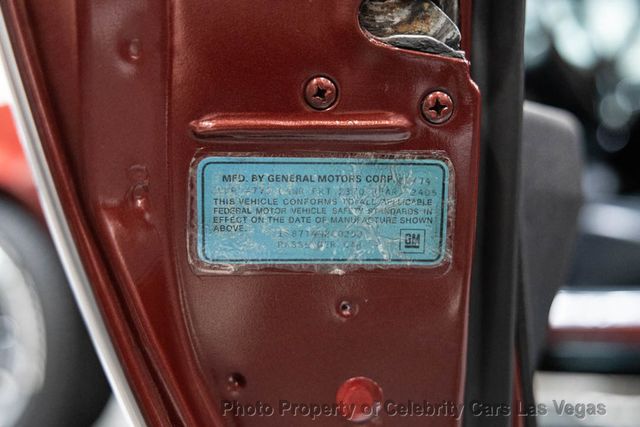 MFD. BY GENERAL MOTORS CORP.
2405
THIS VEHICLE CONFORMS TO ALL APPLICABLE
FEDERAL MOTOR VEHICLE SAFETY STANDARDS IN
EFFECT ON THE DATE OF MANUFACTURE SHOWN
ABOVE.
GM
PASSENGER CAR
Photo Property of Celebrity Cars Las Vegas